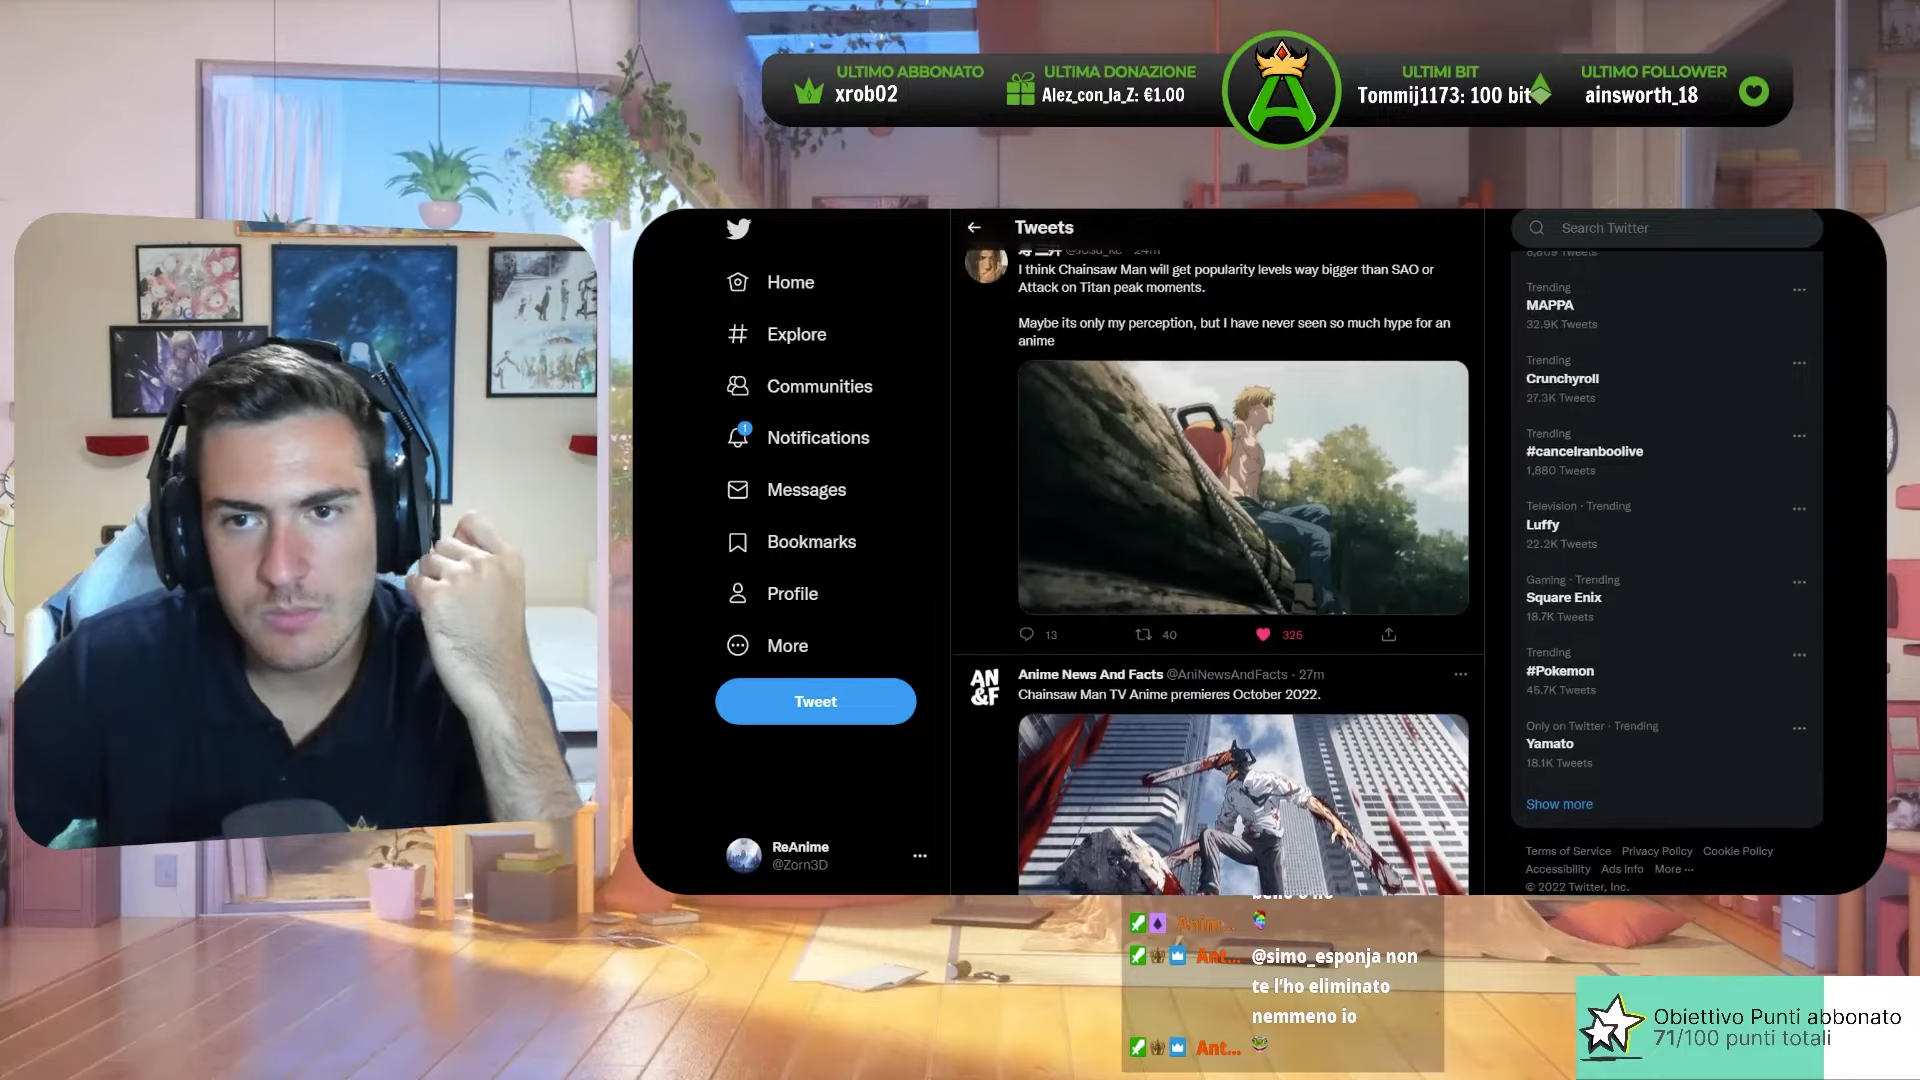 ULTIMO ABBONATO
xrob02
ULTIMA DONAZIONE
Alez_con_la_Z: €1.00
A
ULTIMI BIT
Tommij1173: 100 bit
ULTIMO FOLLOWER
ainsworth_18
Home
Explore
Communities
1
Notifications
Messages
Bookmarks
Profile
More
Tweet
ReAnime
@Zorn3D
Tweets
I think Chainsaw Man will get popularity levels way bigger than SAO or
Attack on Titan peak moments.
Maybe its only my perception, but I have never seen so much hype for an
anime
13
40
326
AN
&F
Anime News And Facts @AniNewsAndFacts · 27m
Chainsaw Man TV Anime premieres October 2022.
Search Twitter
Trending
MAPPA
32.9K Tweets
Trending
Crunchyroll
27.3K Tweets
Trending
#cancelranboolive
1,880 Tweets
Television · Trending
Luffy
22.2K Tweets
Gaming · Trending
Square Enix
18.7K Tweets
Trending
#Pokemon
45.7K Tweets
Only on Twitter · Trending
Yamato
18.1K Tweets
Show more
Terms of Service Privacy Policy Cookie Policy
Accessibility Ads info More ···
© 2022 Twitter, Inc.
Anim...
Ant... @simo_esponja non
te l'ho eliminato
nemmeno io
Ant...
Obiettivo Punti abbonato
71/100 punti totali